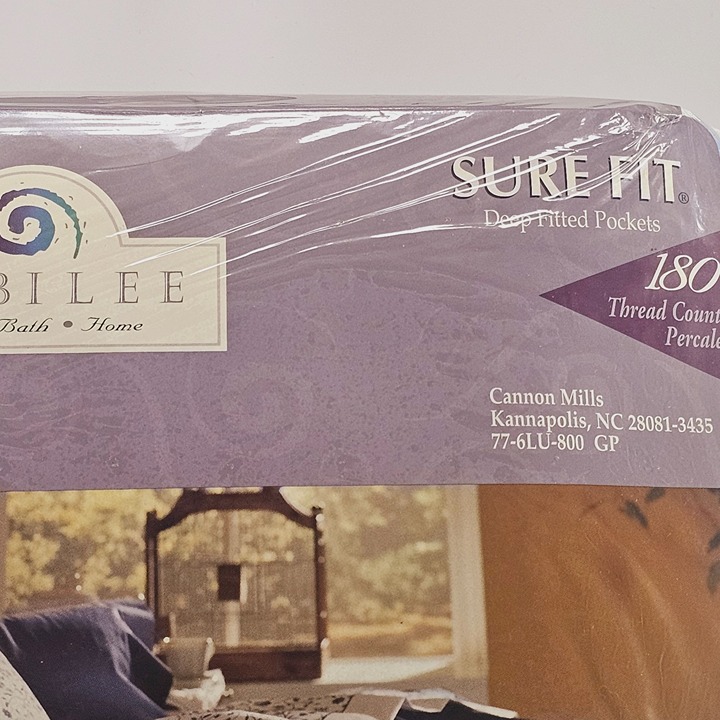 SURE FIT®
Deep Fitted Pockets
BILEE
Bath • Home
180
Thread Count
Percale
Cannon Mills
Kannapolis, NC 28081-3435
77-6LU-800 GP